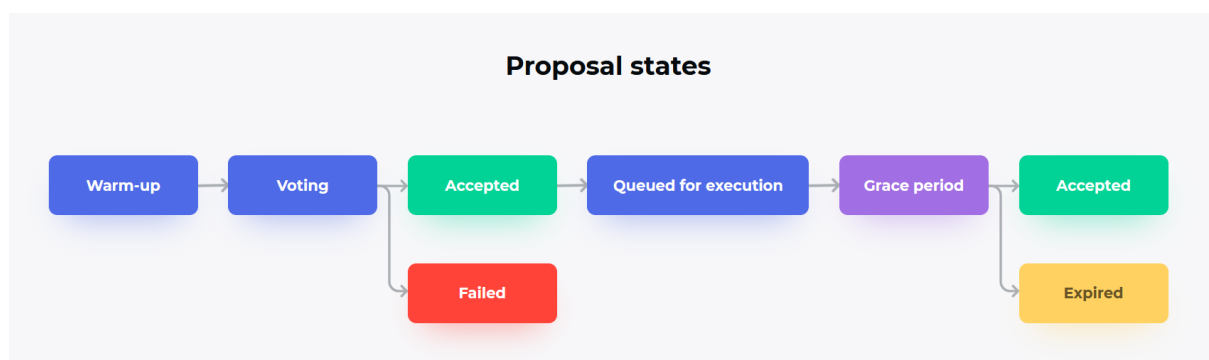 Proposal states
Warm-up
Voting
Accepted
Queued for execution
Grace period
Accepted
Failed
Expired